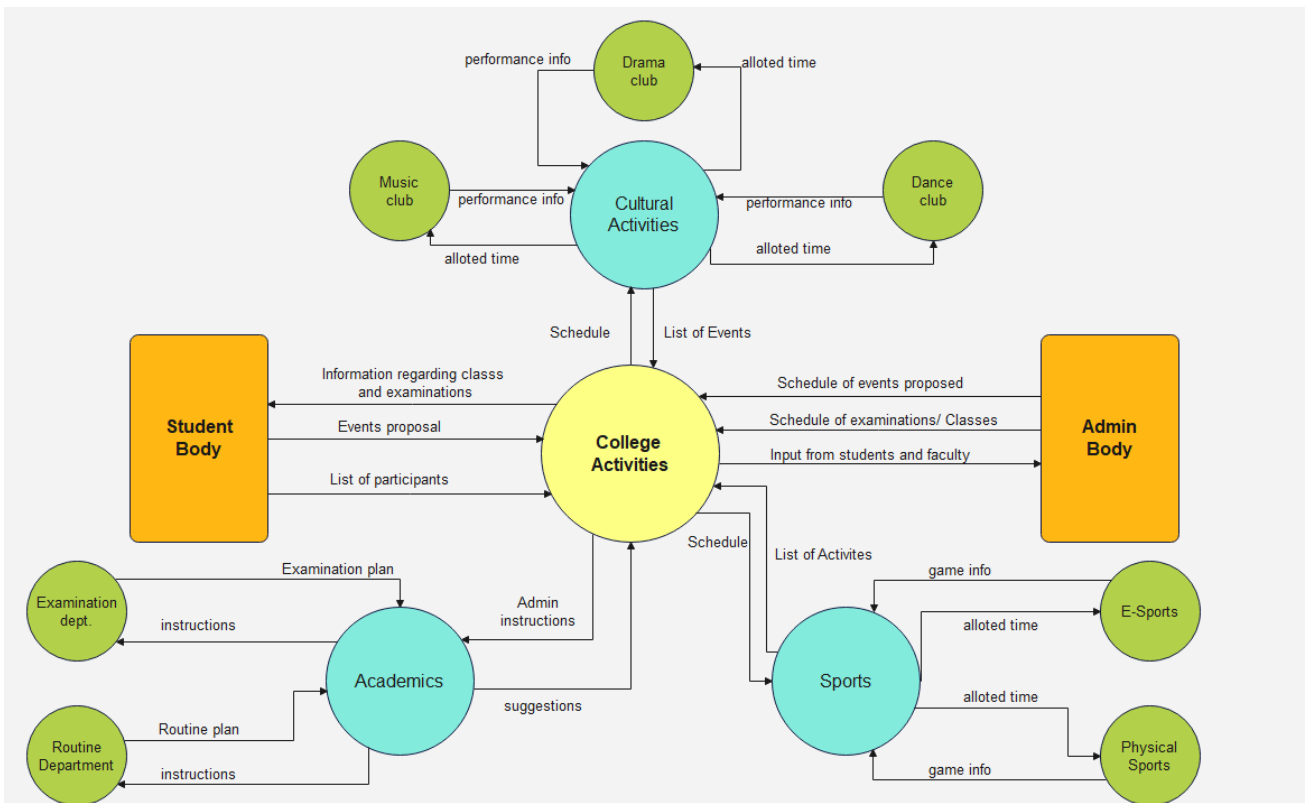 performance info
Drama
club
alloted time
Music
club
performance info
Cultural
Activities
performance info
Dance
club
alloted time
alloted time
Schedule
List of Events
Student
Body
Information regarding classs
and examinations
Events proposal
List of participants
College
Activities
Schedule of events proposed
Schedule of examinations/ Classes
Input from students and faculty
Admin
Body
Schedule
List of Activites
Examination
dept.
Examination plan
instructions
Admin
instructions
Academics
suggestions
Routine
Department
Routine plan
instructions
Sports
game info
alloted time
E-Sports
alloted time
game info
Physical
Sports